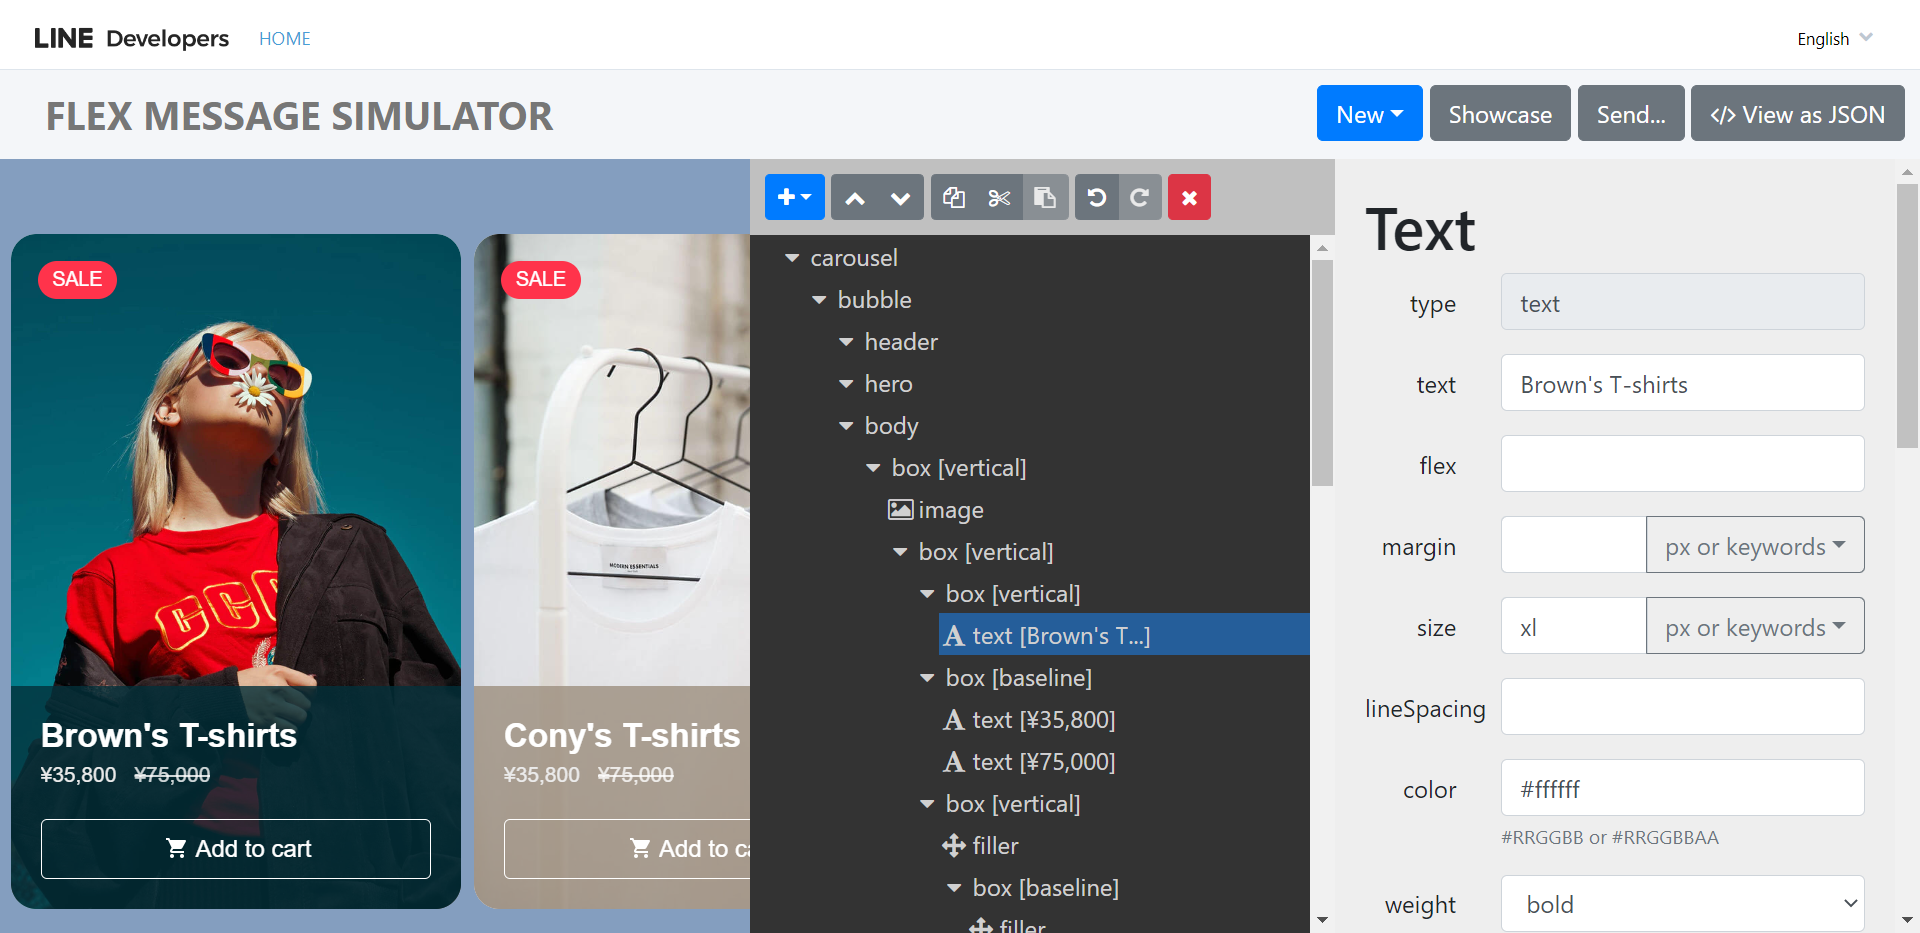 LINE Developers HOME English
FLEX MESSAGE SIMULATOR
New Showcase Send... </> View as JSON
SALE
Brown's T-shirts
¥35,800 ¥75,000
Add to cart
SALE
MODERN ESSENTIALS
Cony's T-shirts
¥35,800 ¥75,000
Add to ca
carousel
bubble
header
hero
body
box [vertical]
image
box [vertical]
box [vertical]
text [Brown's T...]
box [baseline]
text [¥35,800]
text [¥75,000]
box [vertical]
filler
box [baseline]
filler
Text
type text
text Brown's T-shirts
flex
margin px or keywords
size xl px or keywords
lineSpacing
color #ffffff
#RRGGBB or #RRGGBBAA
weight bold